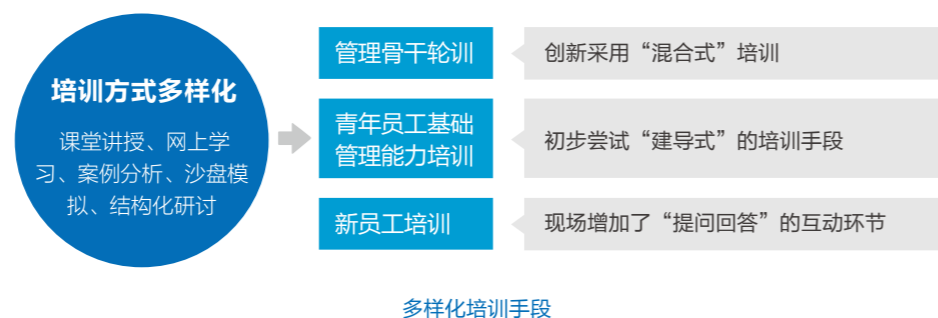 培训方式多样化
课堂讲授、网上学
习、案例分析、沙盘模
拟、结构化研讨
管理骨干轮训
创新采用“混合式”培训
青年员工基础
管理能力培训
初步尝试“建导式”的培训手段
新员工培训
现场增加了“提问回答”的互动环节
多样化培训手段